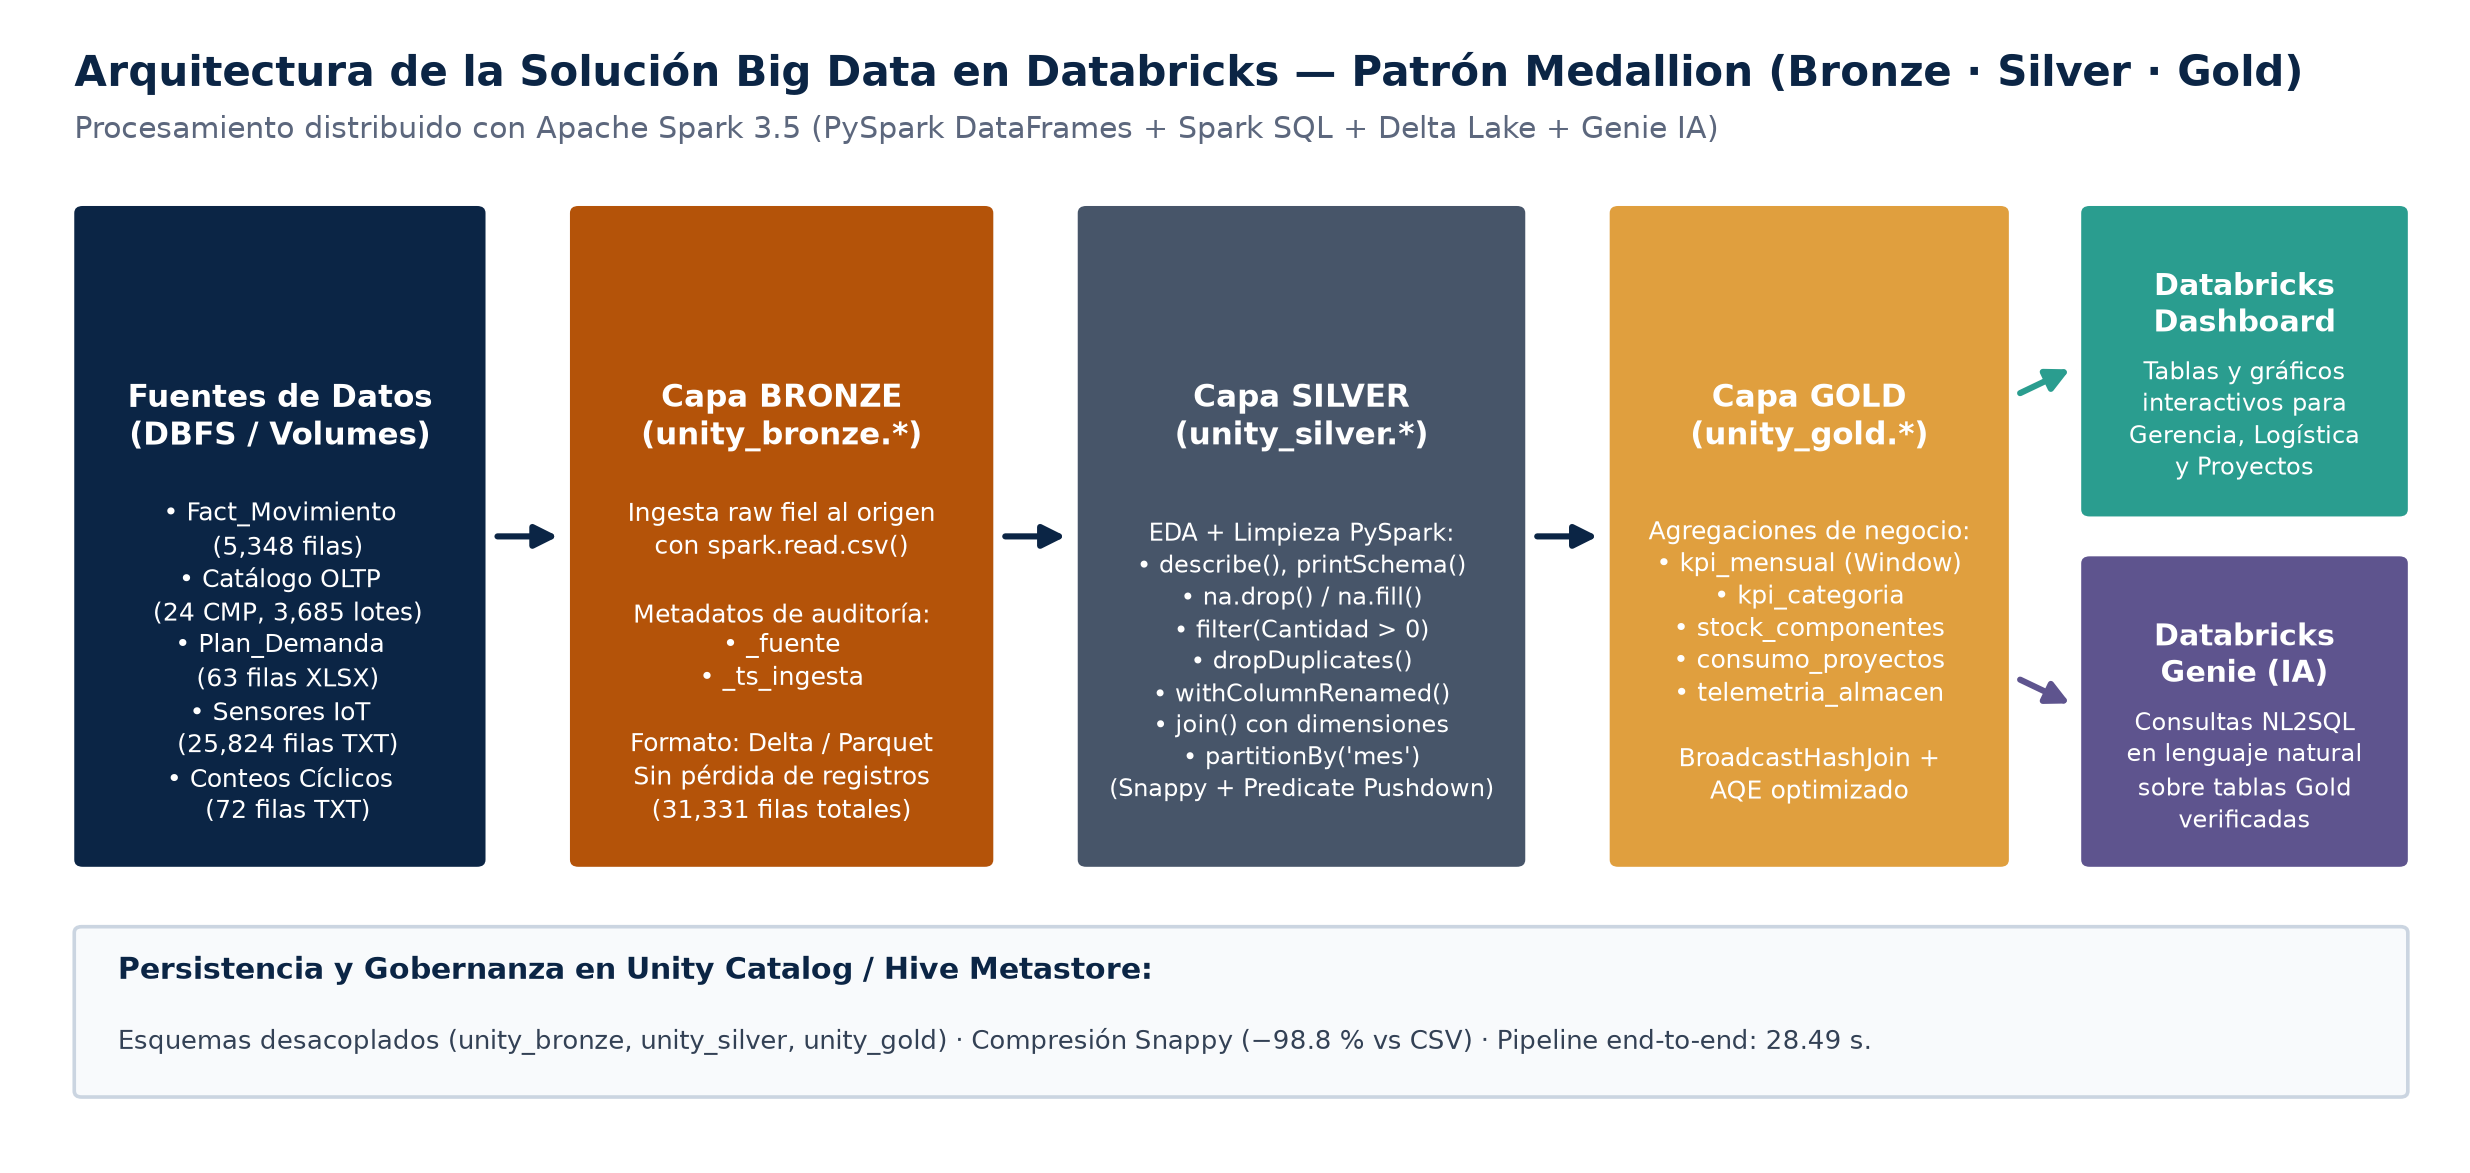 Arquitectura de la Solución Big Data en Databricks — Patrón Medallion (Bronze · Silver · Gold)
Procesamiento distribuido con Apache Spark 3.5 (PySpark DataFrames + Spark SQL + Delta Lake + Genie IA)
Fuentes de Datos
(DBFS / Volumes)
• Fact_Movimiento
(5,348 filas)
• Catálogo OLTP
(24 CMP, 3,685 lotes)
• Plan_Demanda
(63 filas XLSX)
• Sensores IoT
(25,824 filas TXT)
• Conteos Cíclicos
(72 filas TXT)
Capa BRONZE
(unity_bronze.*)
Ingesta raw fiel al origen
con spark.read.csv()
Metadatos de auditoría:
• _fuente
• _ts_ingesta
Formato: Delta / Parquet
Sin pérdida de registros
(31,331 filas totales)
Capa SILVER
(unity_silver.*)
EDA + Limpieza PySpark:
• describe(), printSchema()
• na.drop() / na.fill()
• filter(Cantidad > 0)
• dropDuplicates()
• withColumnRenamed()
• join() con dimensiones
• partitionBy('mes')
(Snappy + Predicate Pushdown)
Capa GOLD
(unity_gold.*)
Agregaciones de negocio:
• kpi_mensual (Window)
• kpi_categoria
• stock_componentes
• consumo_proyectos
• telemetria_almacen
BroadcastHashJoin +
AQE optimizado
Databricks
Dashboard
Tablas y gráficos
interactivos para
Gerencia, Logística
y Proyectos
Databricks
Genie (IA)
Consultas NL2SQL
en lenguaje natural
sobre tablas Gold
verificadas
Persistencia y Gobernanza en Unity Catalog / Hive Metastore:
Esquemas desacoplados (unity_bronze, unity_silver, unity_gold) · Compresión Snappy (−98.8 % vs CSV) · Pipeline end-to-end: 28.49 s.